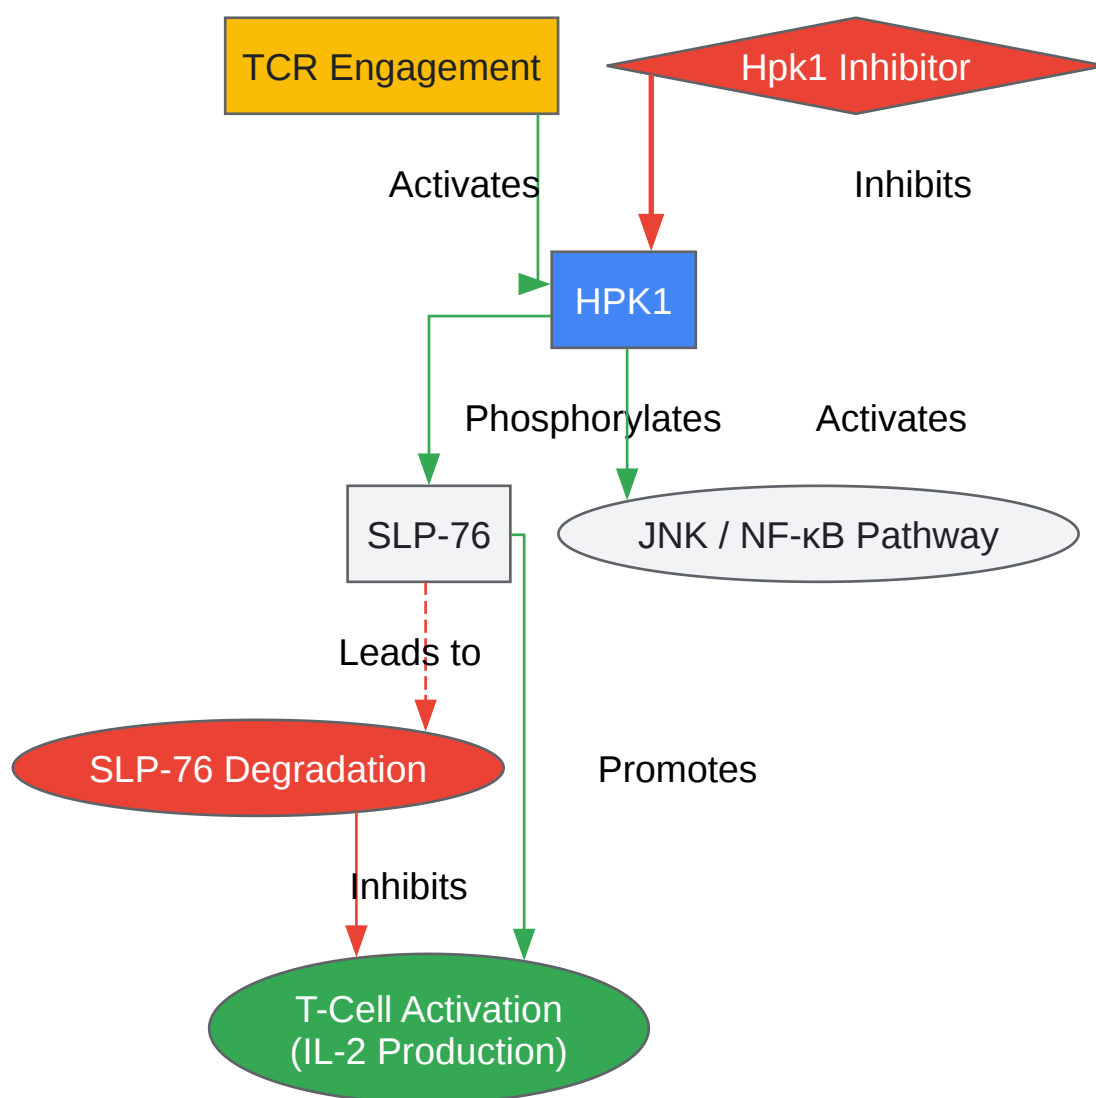 TCR Engagement
Hpk1 Inhibitor
Activates
Inhibits
HPK1
Phosphorylates
Activates
SLP-76
JNK / NF-κB Pathway
Leads to
SLP-76 Degradation
Promotes
Inhibits
T-Cell Activation
(IL-2 Production)